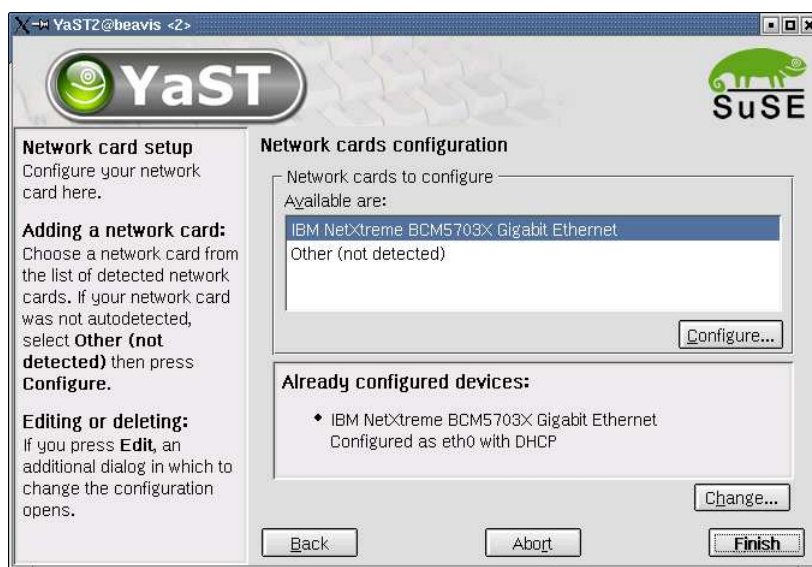 YaST2@beavis <2>
YaST
SuSE
Network card setup
Configure your network
card here.
Adding a network card:
Choose a network card from
the list of detected network
cards. If your network card
was not autodetected,
select Other (not
detected) then press
Configure.
Editing or deleting:
If you press Edit, an
additional dialog in which to
change the configuration
opens.
Network cards configuration
Network cards to configure
Available are:
IBM NetXtreme BCM5703X Gigabit Ethernet
Other (not detected)
Configure...
Already configured devices:
• IBM NetXtreme BCM5703X Gigabit Ethernet
Configured as eth0 with DHCP
Change...
Back
Abort
Finish